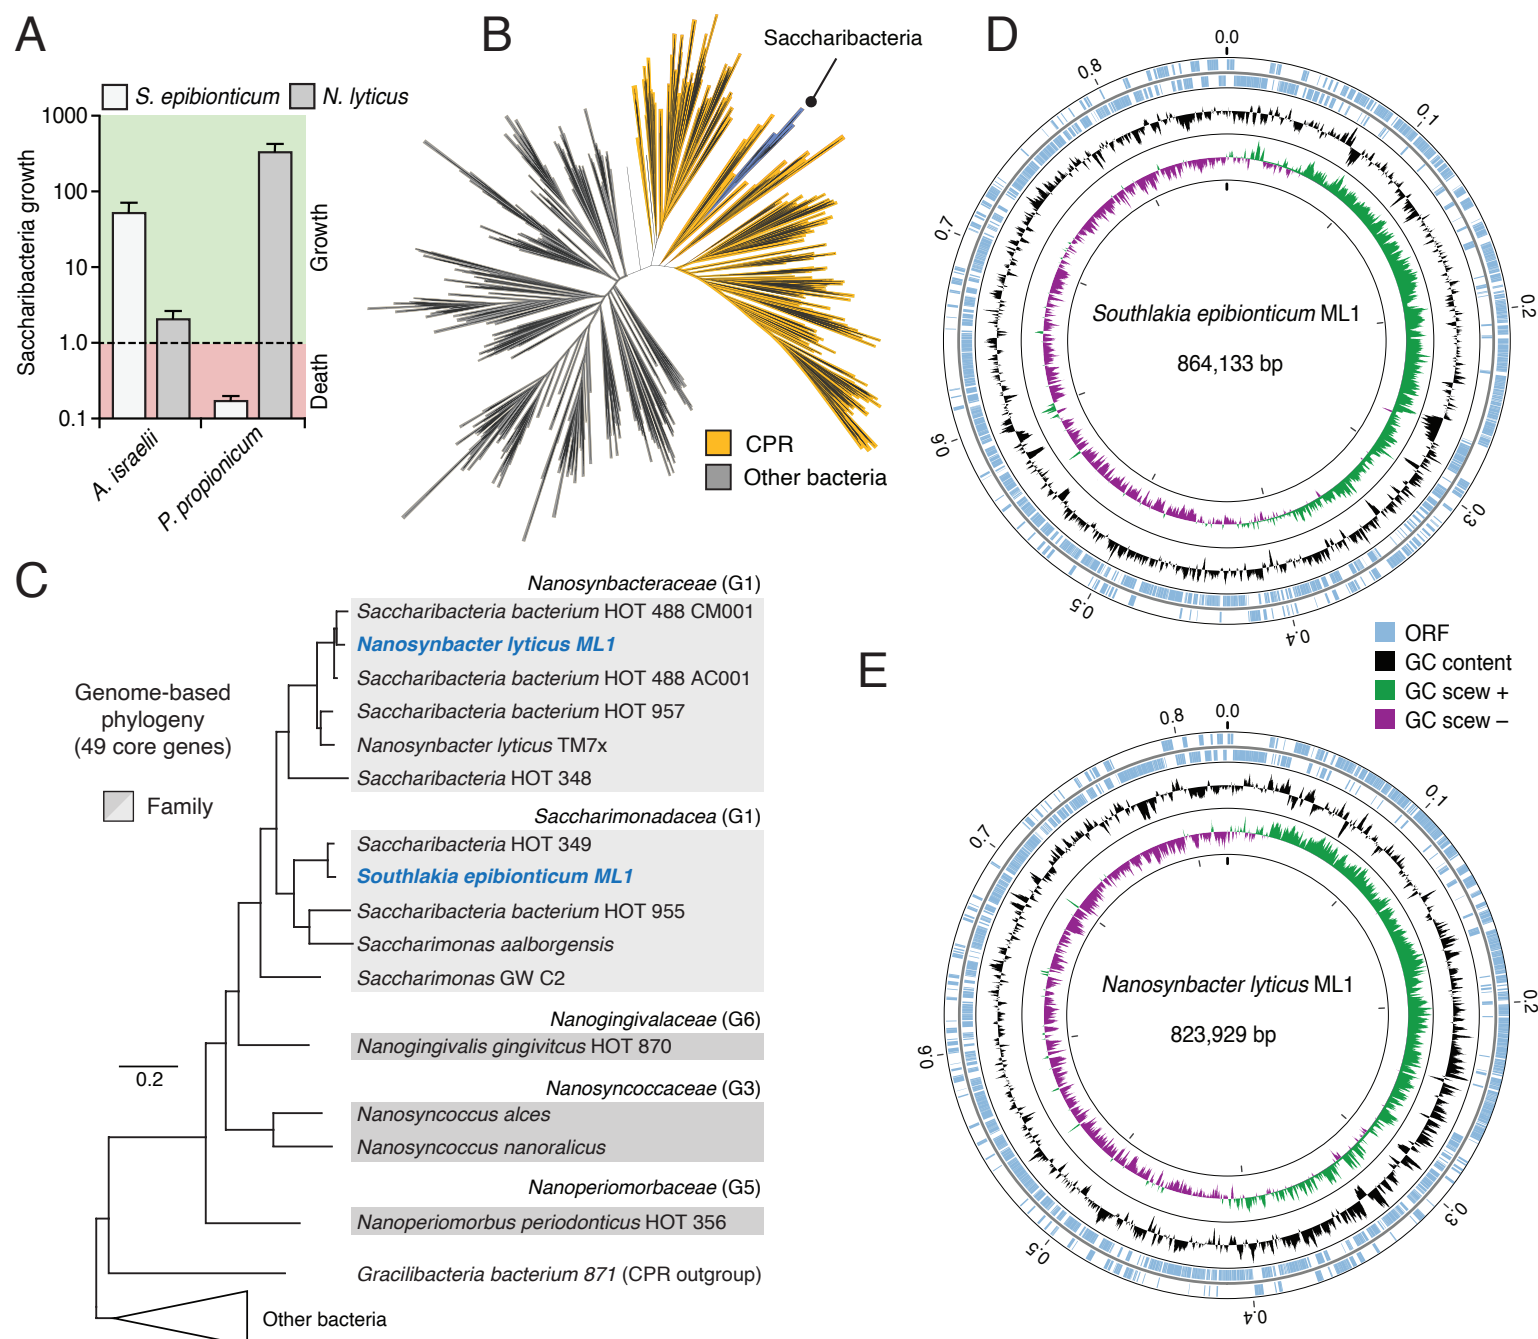 A
S. epibionticum
N. lyticus
Saccharibacteria growth
1000
100
10
1.0
0.1
Growth
Death
A. israelii
P. propionicum
B
Saccharibacteria
CPR
Other bacteria
C
Genome-based
phylogeny
(49 core genes)
Family
0.2
Nanosynbacteraceae (G1)
Saccharibacteria bacterium HOT 488 CM001
Nanosynbacter lyticus ML1
Saccharibacteria bacterium HOT 488 AC001
Saccharibacteria bacterium HOT 957
Nanosynbacter lyticus TM7x
Saccharibacteria HOT 348
Saccharimonadacea (G1)
Saccharibacteria HOT 349
Southlakia epibionticum ML1
Saccharibacteria bacterium HOT 955
Saccharimonas aalborgensis
Saccharimonas GW C2
Nanogingivalaceae (G6)
Nanogingivalis gingivitcus HOT 870
Nanosyncoccaceae (G3)
Nanosyncoccus alces
Nanosyncoccus nanoralicus
Nanoperiomorbaceae (G5)
Nanoperiomorbus periodonticus HOT 356
Gracilibacteria bacterium 871 (CPR outgroup)
Other bacteria
D
0.0
0.1
0.2
0.3
0.4
0.5
0.6
0.7
0.8
Southlakia epibionticum ML1
864,133 bp
ORF
GC content
GC scew +
GC scew –
E
0.0
0.1
0.2
0.3
0.4
0.5
0.6
0.7
0.8
Nanosynbacter lyticus ML1
823,929 bp